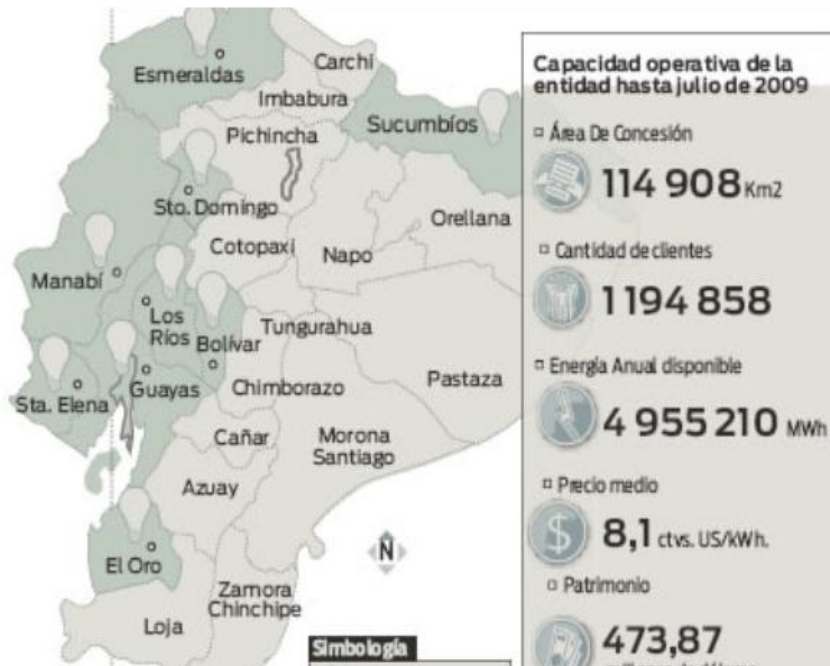 Esmeraldas
Carchi
Imbabura
Sucumbíos
Pichincha
Sto. Domingo
Orellana
Cotopaxi
Napo
Manabí
Los
Ríos
Bolívar
Tungurahua
Pastaza
Sta. Elena
Guayas
Chimborazo
Cañar
Morona
Santiago
Azuay
N
El Oro
Zamora
Chinchipe
Loja
Simbología
Capacidad operativa de la
entidad hasta julio de 2009
Área De Concesión
114 908 Km2
Cantidad de clientes
1 194 858
Energía Anual disponible
4 955 210 MWh
Precio medio
$
8,1 ctvs. US/kWh.
Patrimonio
473,87